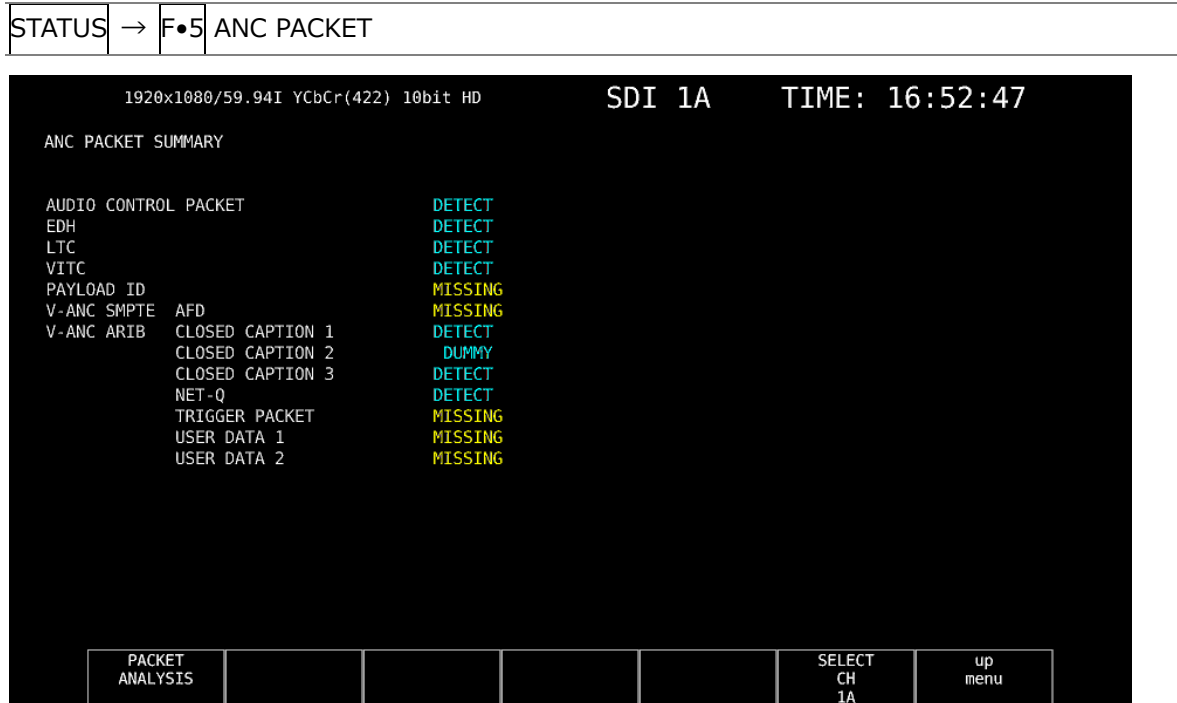 STATUS → F•5 ANC PACKET
1920x1080/59.94I YCbCr(422) 10bit HD SDI 1A TIME: 16:52:47
ANC PACKET SUMMARY
AUDIO CONTROL PACKET DETECT
EDH DETECT
LTC DETECT
VITC DETECT
PAYLOAD ID MISSING
V-ANC SMPTE AFD MISSING
V-ANC ARIB CLOSED CAPTION 1 DETECT
CLOSED CAPTION 2 DUMMY
CLOSED CAPTION 3 DETECT
NET-Q DETECT
TRIGGER PACKET MISSING
USER DATA 1 MISSING
USER DATA 2 MISSING
PACKET
ANALYSIS
SELECT
CH
1A
up
menu